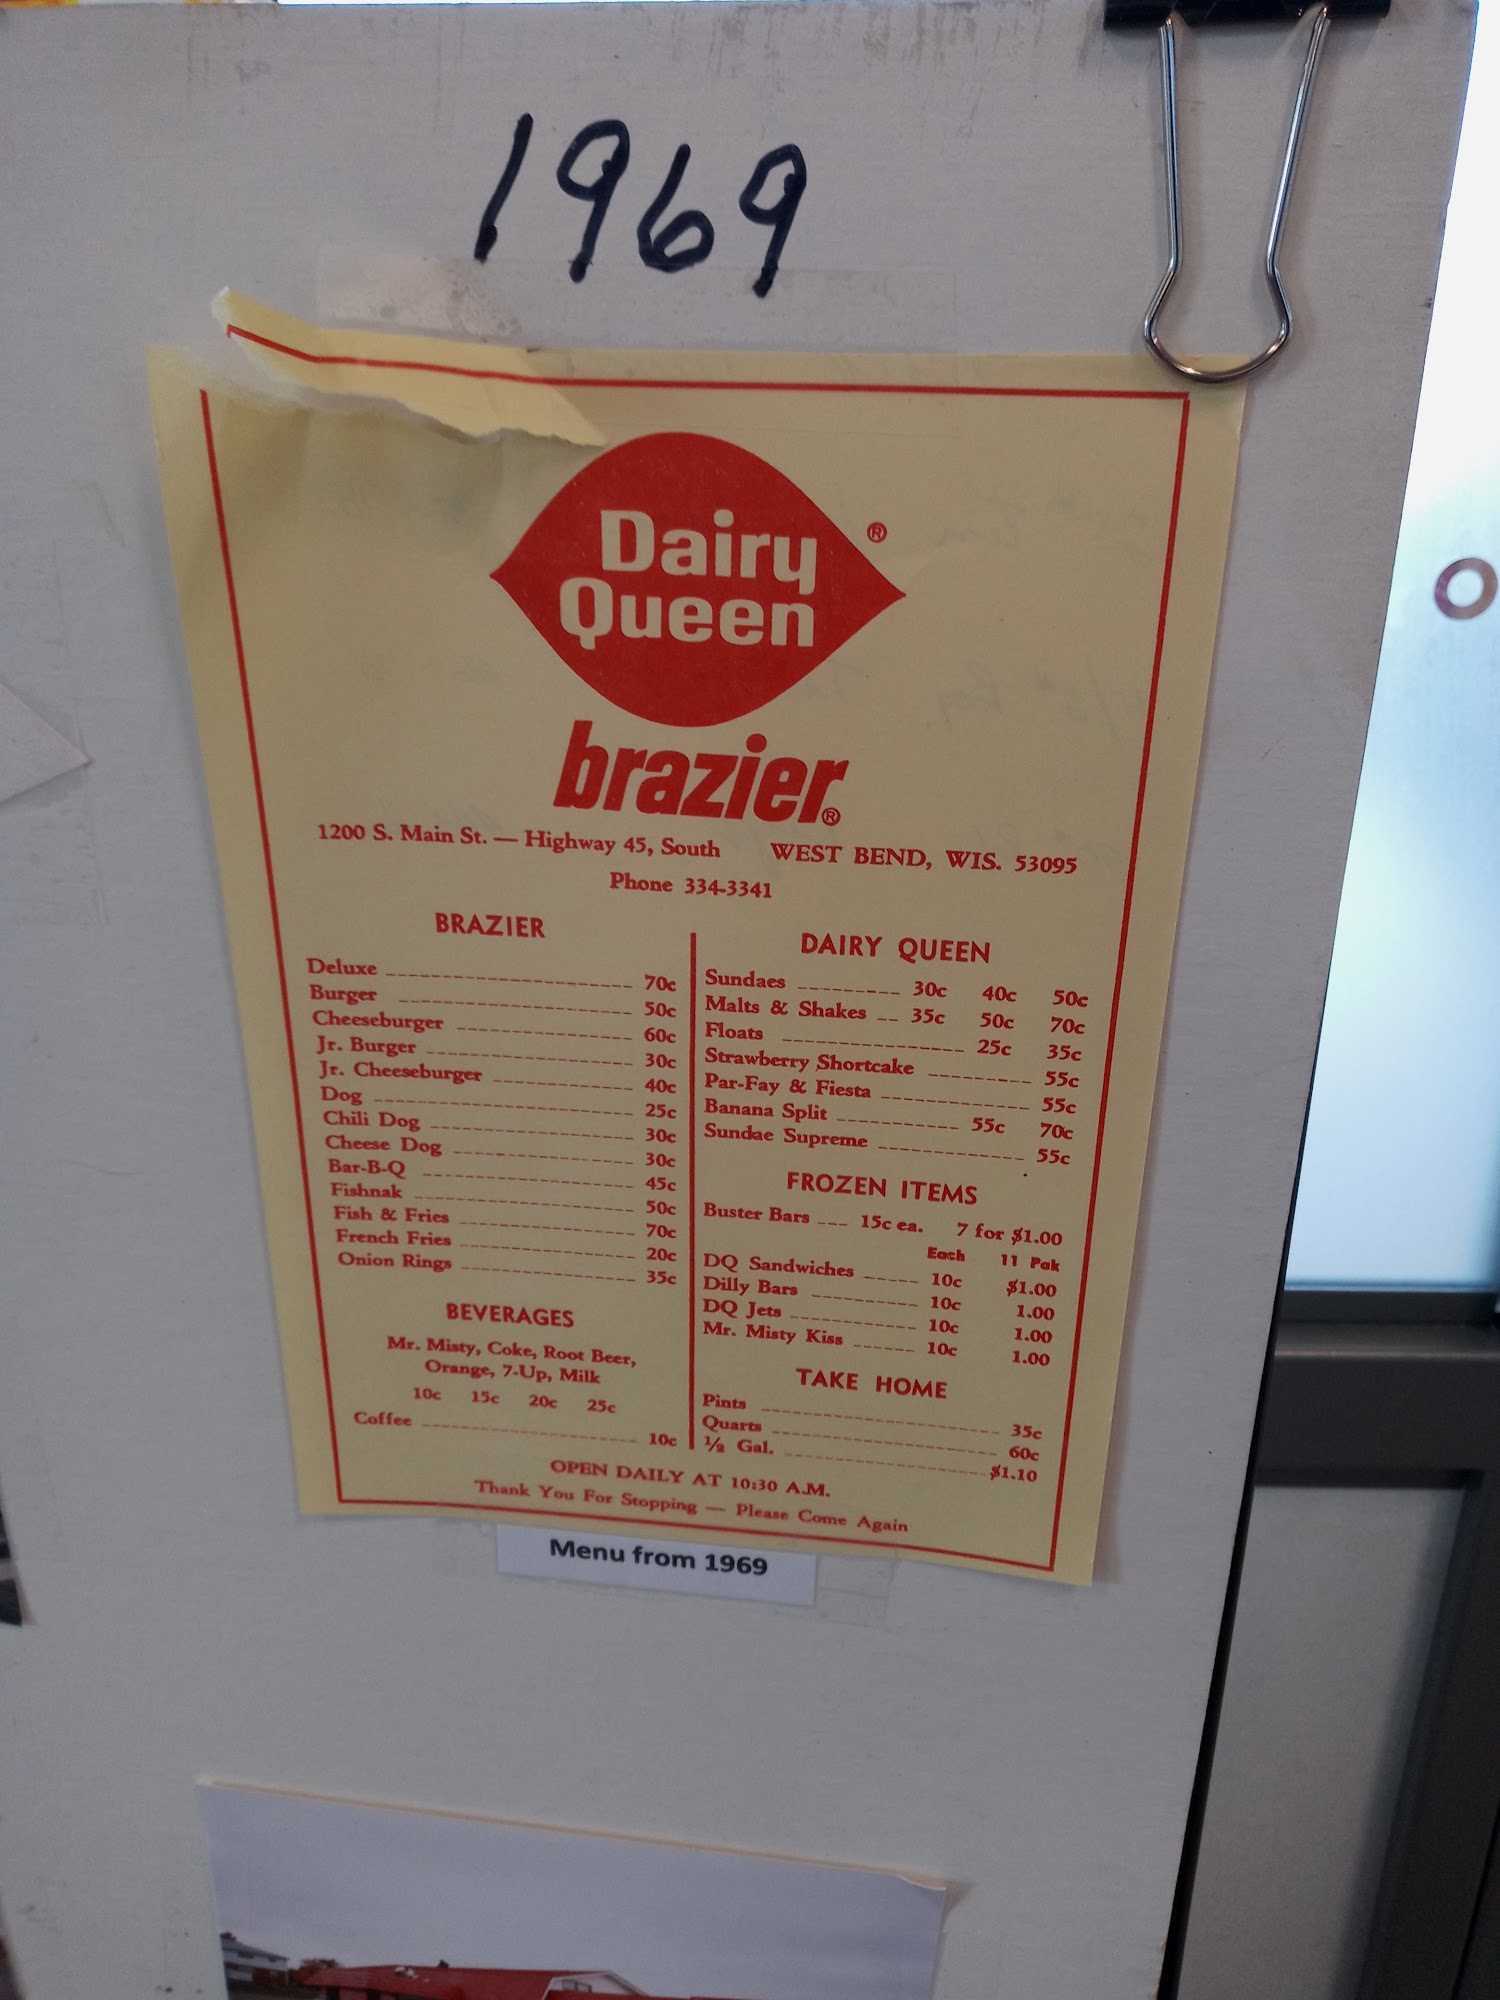 1969
Dairy ®
Queen
brazier®
1200 S. Main St. — Highway 45, South WEST BEND, WIS. 53095
Phone 334-3341
BRAZIER
Deluxe 70c
Burger 50c
Cheeseburger 60c
Jr. Burger 30c
Jr. Cheeseburger 40c
Dog 25c
Chili Dog 30c
Cheese Dog 30c
Bar-B-Q 45c
Fishnak 50c
Fish & Fries 70c
French Fries 20c
Onion Rings 35c
BEVERAGES
Mr. Misty, Coke, Root Beer,
Orange, 7-Up, Milk
10c 15c 20c 25c
Coffee 10c
DAIRY QUEEN
Sundaes 30c 40c 50c
Malts & Shakes 35c 50c 70c
Floats 25c 35c
Strawberry Shortcake 55c
Par-Fay & Fiesta 55c
Banana Split 55c 70c
Sundae Supreme 55c
FROZEN ITEMS
Buster Bars 15c ea. 7 for $1.00
Each 11 Pak
DQ Sandwiches 10c $1.00
Dilly Bars 10c 1.00
DQ Jets 10c 1.00
Mr. Misty Kiss 10c 1.00
TAKE HOME
Pints 35c
Quarts 60c
½ Gal. $1.10
OPEN DAILY AT 10:30 A.M.
Thank You For Stopping — Please Come Again
Menu from 1969